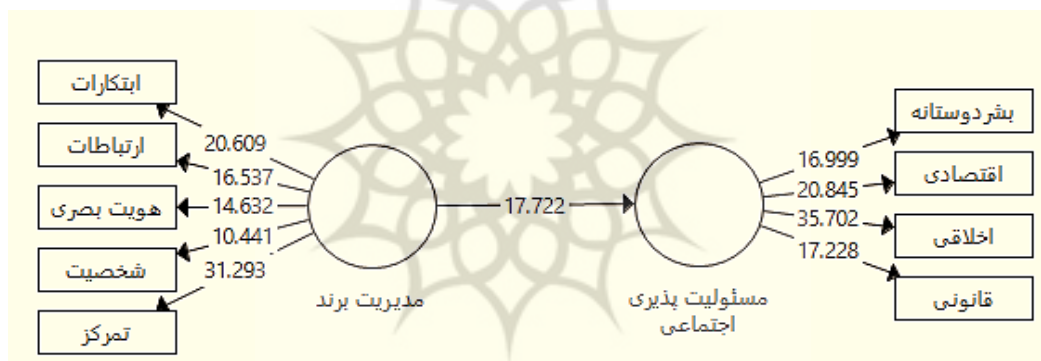 ابتکارات
ارتباطات
هویت بصری
شخصیت
تمرکز
20.609
16.537
14.632
10.441
31.293
مدیریت برند
17.722
مسئولیت پذیری
اجتماعی
16.999
20.845
35.702
17.228
بشردوستانه
اقتصادی
اخلاقی
قانونی